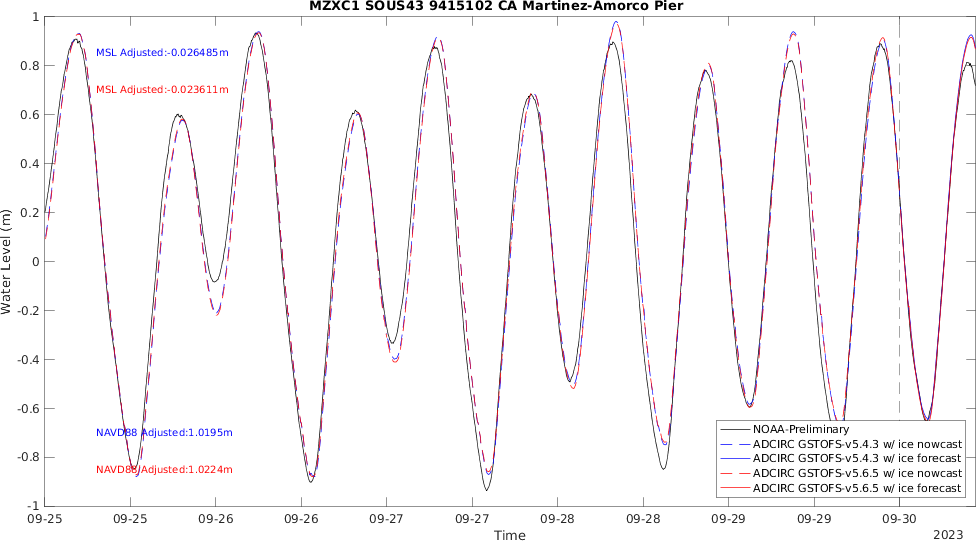 MZXC1 SOUS43 9415102 CA Martinez-Amorco Pier
1
0.8
0.6
0.4
0.2
0
-0.2
-0.4
-0.6
-0.8
-1
Water Level (m)
MSL Adjusted:-0.026485m
MSL Adjusted:-0.023611m
NAVD88 Adjusted:1.0195m
NAVD88 Adjusted:1.0224m
NOAA-Preliminary
ADCIRC GSTOFS-v5.4.3 w/ ice nowcast
ADCIRC GSTOFS-v5.4.3 w/ ice forecast
ADCIRC GSTOFS-v5.6.5 w/ ice nowcast
ADCIRC GSTOFS-v5.6.5 w/ ice forecast
09-25 09-25 09-26 09-26 09-27 09-27 09-28 09-28 09-29 09-29 09-30
Time
2023